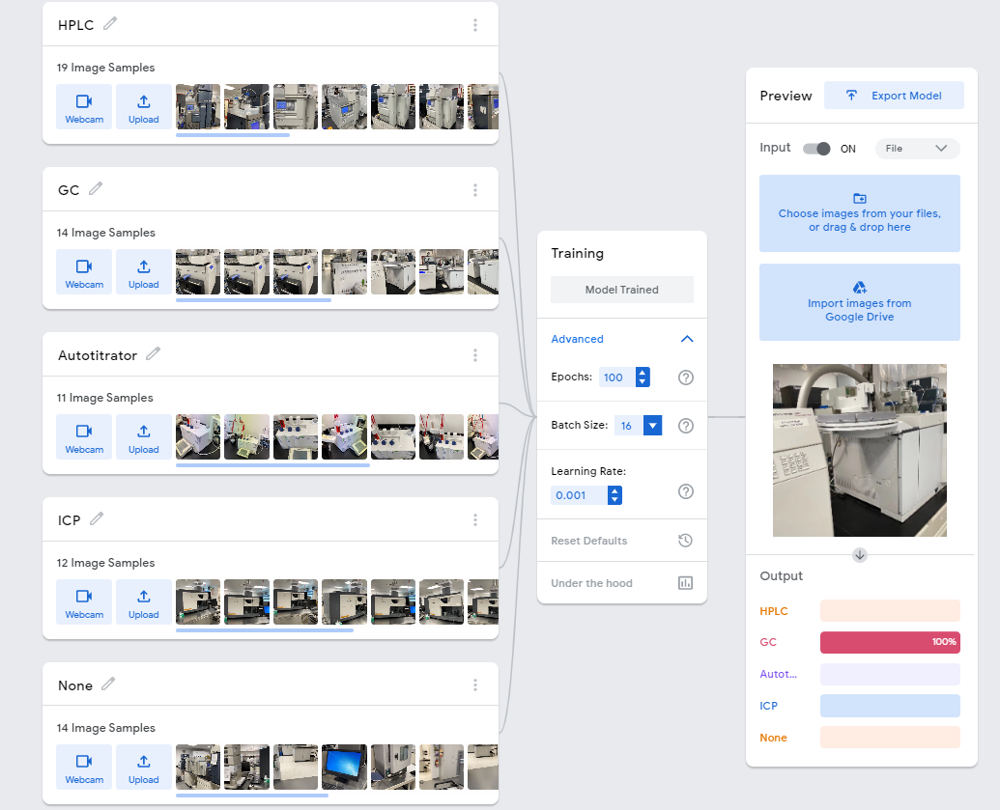 HPLC
19 Image Samples
Webcam
Upload
GC
14 Image Samples
Webcam
Upload
Autotitrator
11 Image Samples
Webcam
Upload
ICP
12 Image Samples
Webcam
Upload
None
14 Image Samples
Webcam
Upload
Training
Model Trained
Advanced
Epochs: 100
Batch Size: 16
Learning Rate:
0.001
Reset Defaults
Under the hood
Preview
Export Model
Input ON File
Choose images from your files,
or drag & drop here
Import images from
Google Drive
Output
HPLC
GC 100%
Autot...
ICP
None